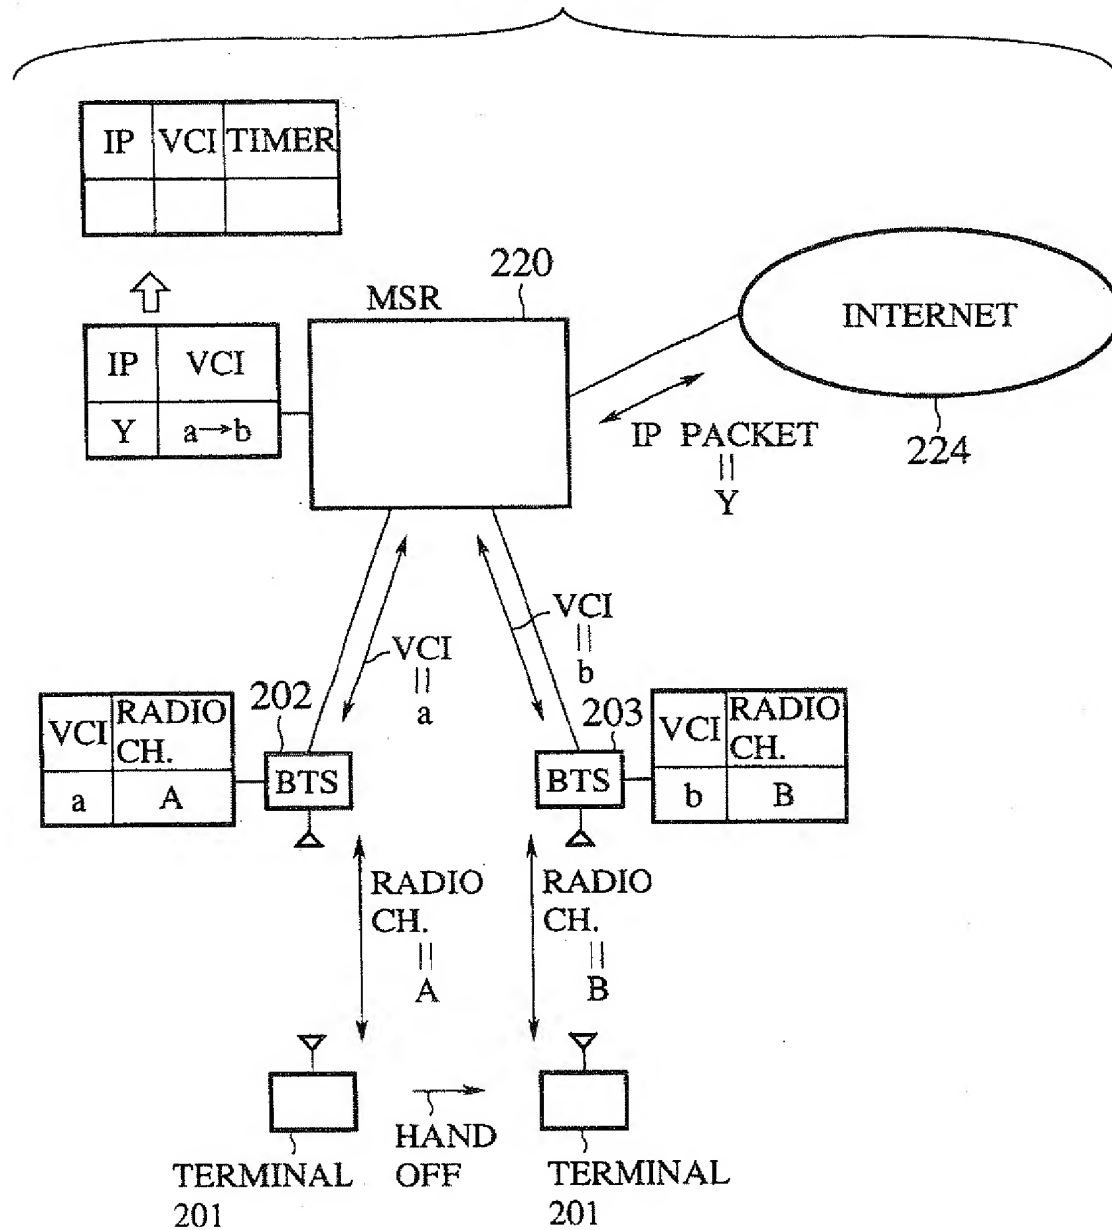 IP VCI TIMER
220
MSR
INTERNET
IP VCI
Y a→b
IP PACKET
||
Y
224
VCI
||
b
VCI
||
a
202
203
VCI RADIO CH.
a A
BTS
BTS
VCI RADIO CH.
b B
RADIO
CH.
||
A
RADIO
CH.
||
B
HAND
OFF
TERMINAL
201
TERMINAL
201